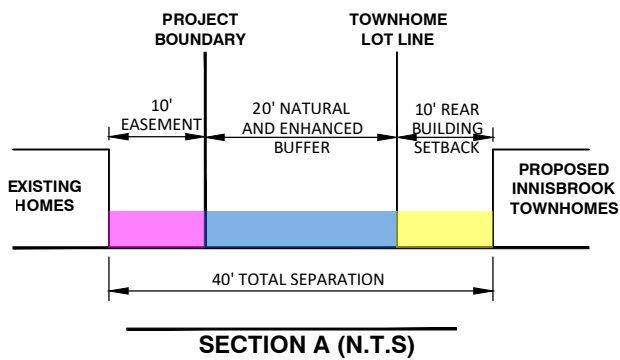 PROJECT
BOUNDARY
TOWNHOME
LOT LINE
10'
EASEMENT
20' NATURAL
AND ENHANCED
BUFFER
10' REAR
BUILDING
SETBACK
EXISTING
HOMES
PROPOSED
INNISBROOK
TOWNHOMES
40' TOTAL SEPARATION
SECTION A (N.T.S)